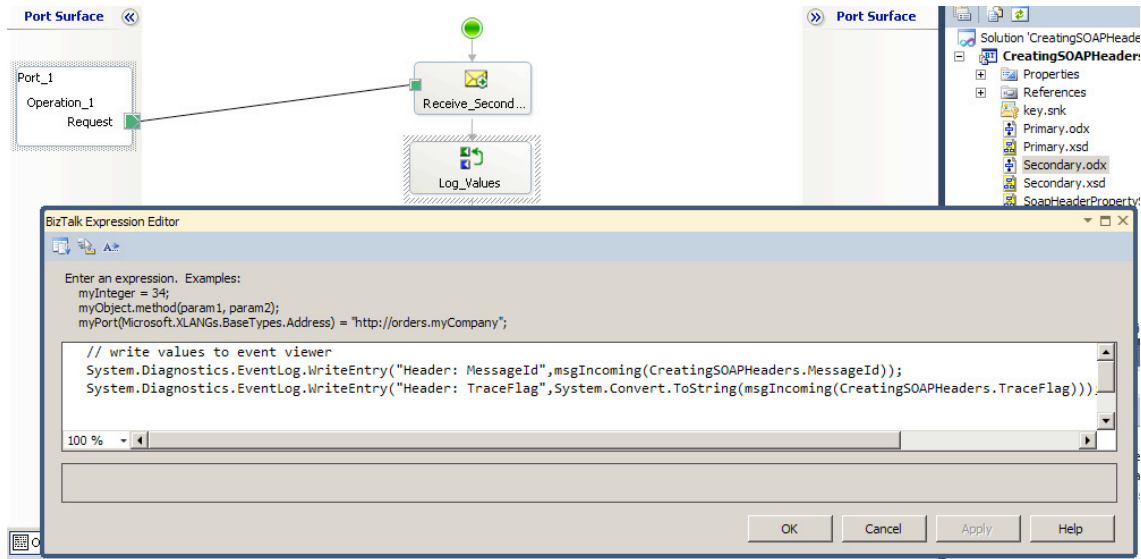 Port Surface
Port Surface
Port_1
Operation_1
Request
Receive_Second...
Log_Values
Solution 'CreatingSOAPHeade
CreatingSOAPHeaders
Properties
References
key.snk
Primary.odx
Primary.xsd
Secondary.odx
Secondary.xsd
SoapHeaderPropertyS
BizTalk Expression Editor
Enter an expression. Examples:
myInteger = 34;
myObject.method(param1, param2);
myPort(Microsoft.XLANGs.BaseTypes.Address) = "http://orders.myCompany";
// write values to event viewer
System.Diagnostics.EventLog.WriteEntry("Header: MessageId",msgIncoming(CreatingSOAPHeaders.MessageId));
System.Diagnostics.EventLog.WriteEntry("Header: TraceFlag",System.Convert.ToString(msgIncoming(CreatingSOAPHeaders.TraceFlag)));
100 %
OK
Cancel
Apply
Help